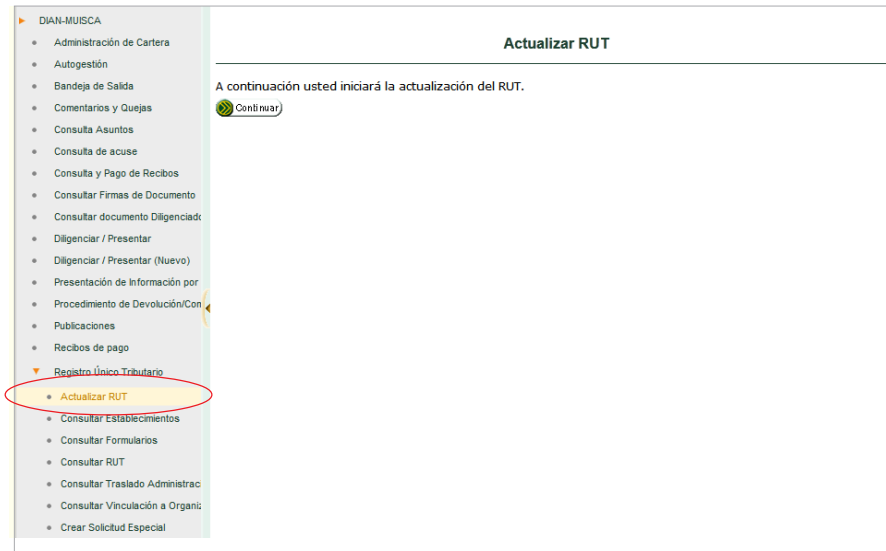 DIAN-MUISCA
Administración de Cartera
Autogestión
Bandeja de Salida
Comentarios y Quejas
Consulta Asuntos
Consulta de acuse
Consulta y Pago de Recibos
Consultar Firmas de Documento
Consultar documento Diligenciado
Diligenciar / Presentar
Diligenciar / Presentar (Nuevo)
Presentación de Información por
Procedimiento de Devolución/Com
Publicaciones
Recibos de pago
Registro Único Tributario
Actualizar RUT
Consultar Establecimientos
Consultar Formularios
Consultar RUT
Consultar Traslado Administraci
Consultar Vinculación a Organiz
Crear Solicitud Especial
Actualizar RUT
A continuación usted iniciará la actualización del RUT.
Continuar